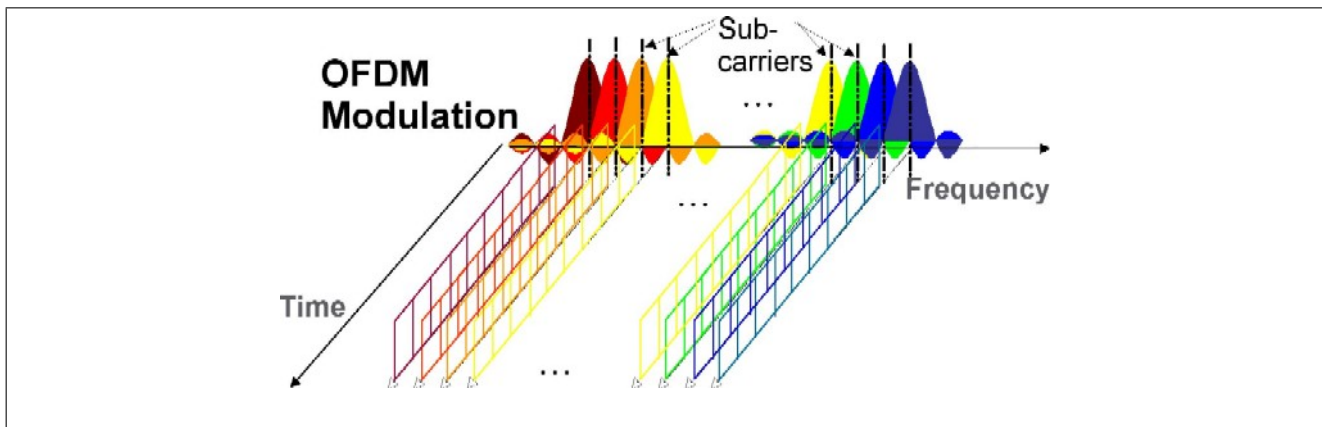 OFDM
Modulation
Sub-
carriers
...
Frequency
...
Time
...